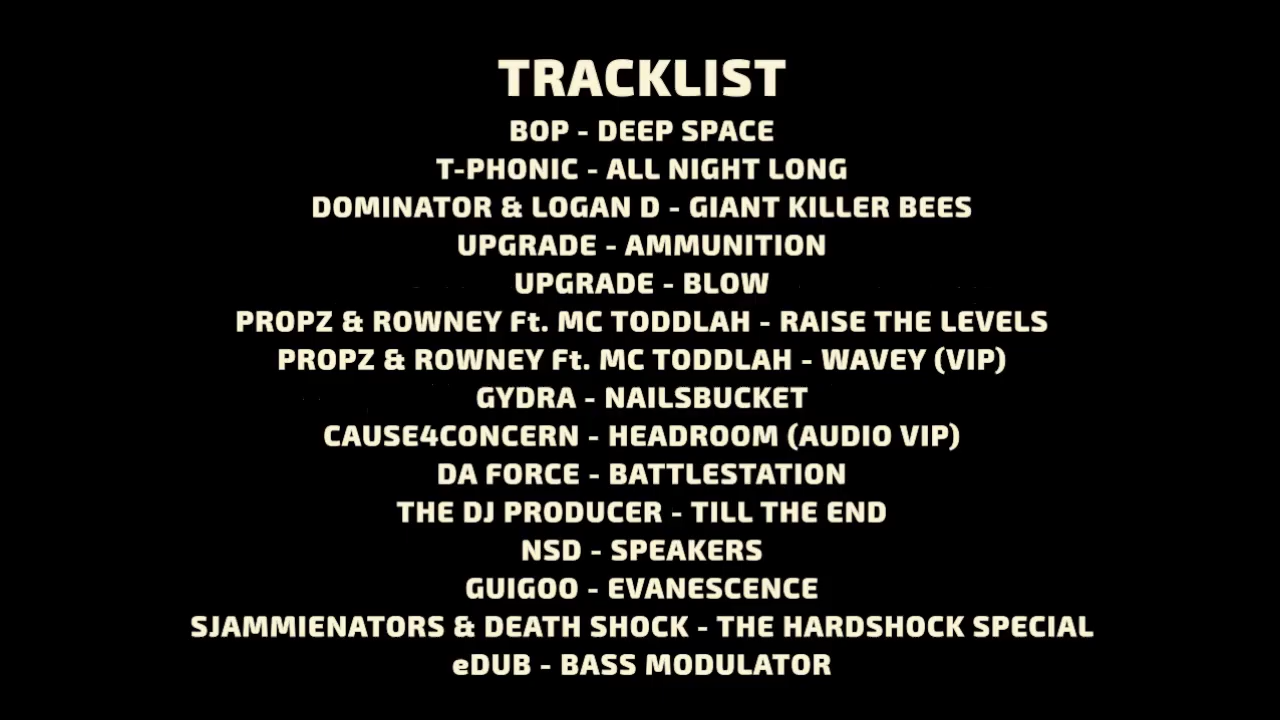 TRACKLIST
BOP - DEEP SPACE
T-PHONIC - ALL NIGHT LONG
DOMINATOR & LOGAN D - GIANT KILLER BEES
UPGRADE - AMMUNITION
UPGRADE - BLOW
PROPZ & ROWNEY Ft. MC TODDLAH - RAISE THE LEVELS
PROPZ & ROWNEY Ft. MC TODDLAH - WAVEY (VIP)
GYDRA - NAILSBUCKET
CAUSE4CONCERN - HEADROOM (AUDIO VIP)
DA FORCE - BATTLESTATION
THE DJ PRODUCER - TILL THE END
NSD - SPEAKERS
GUIGOO - EVANESCENCE
SJAMMIENATORS & DEATH SHOCK - THE HARDSHOCK SPECIAL
eDUB - BASS MODULATOR